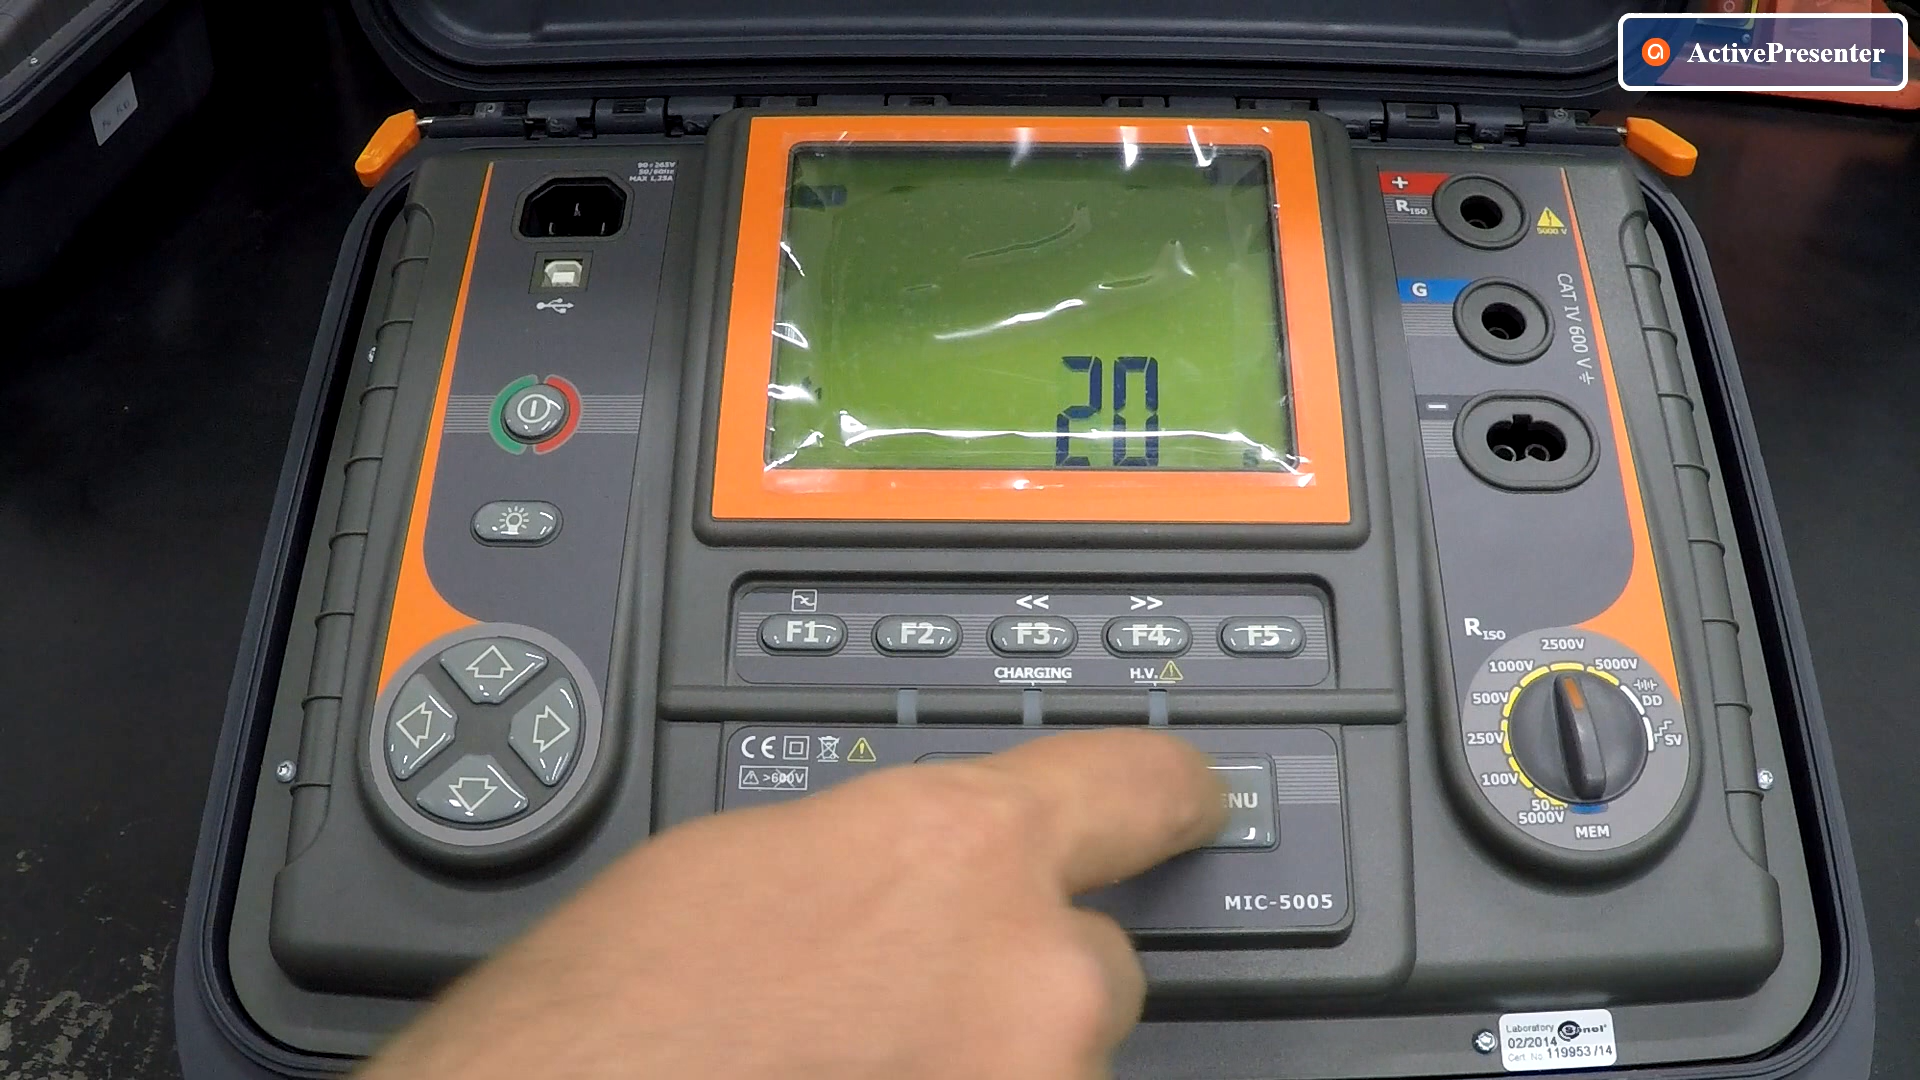 ActivePresenter
90÷265V
50/60Hz
MAX 1,25A
+
R ISO
5000 V
G
CAT IV 600 V
20
s
<< >>
F1 F2 F3 F4 F5
CHARGING H.V.
CE
>600V
ENU
MIC-5005
R ISO
2500V
1000V 5000V
500V DD
250V SV
100V
50...
5000V
MEM
Laboratory Sonel
02/2014
Cert. No. 119953/14